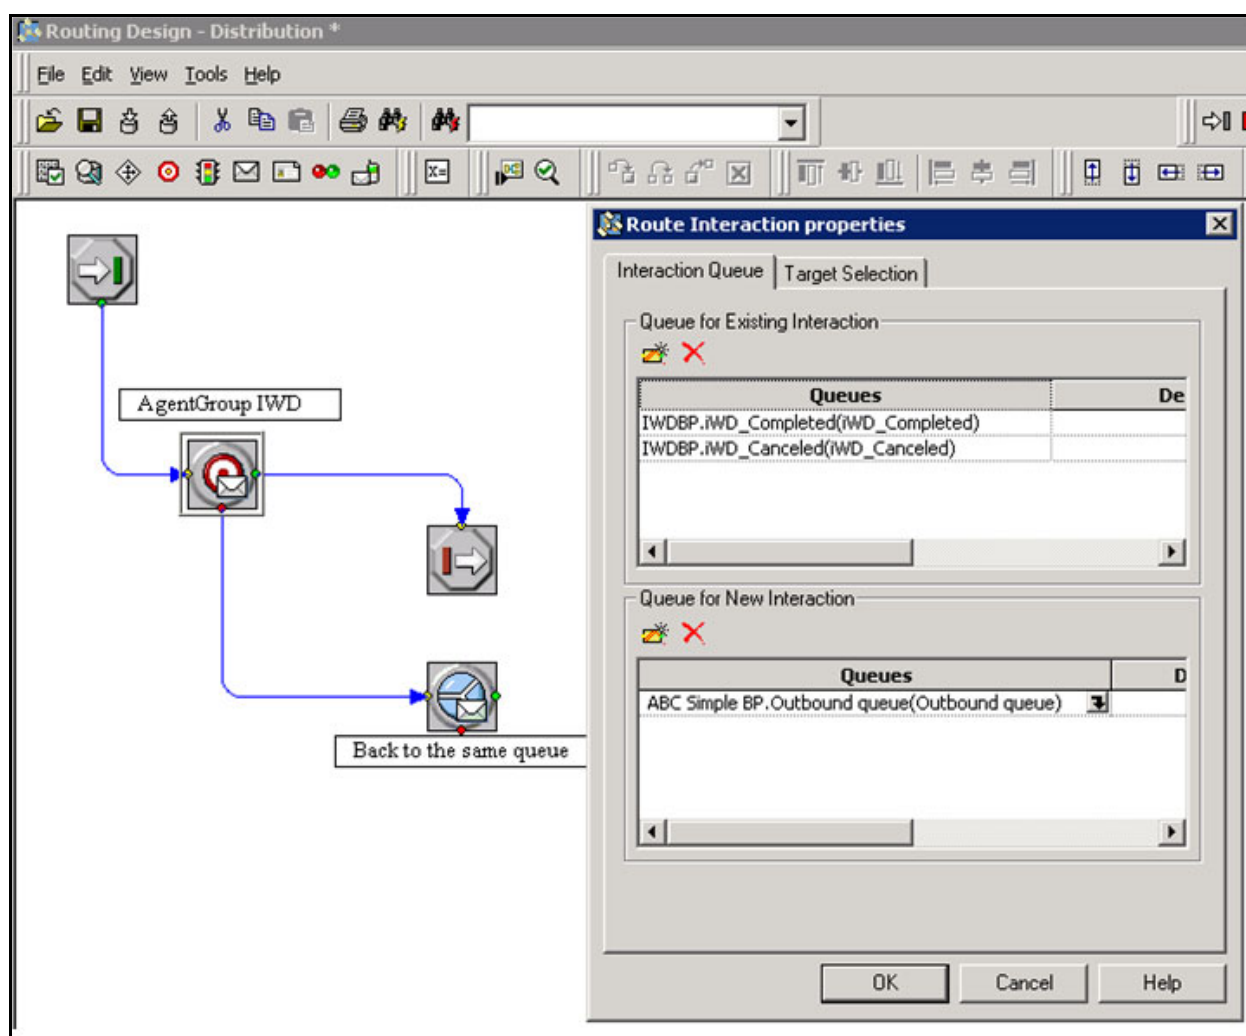 Routing Design - Distribution *
File Edit View Tools Help
Route Interaction properties
Interaction Queue Target Selection
Queue for Existing Interaction
Queues De
IWDBP.iWD_Completed(iWD_Completed)
IWDBP.iWD_Canceled(iWD_Canceled)
AgentGroup IWD
Queue for New Interaction
Queues D
ABC Simple BP.Outbound queue(Outbound queue)
Back to the same queue
OK Cancel Help